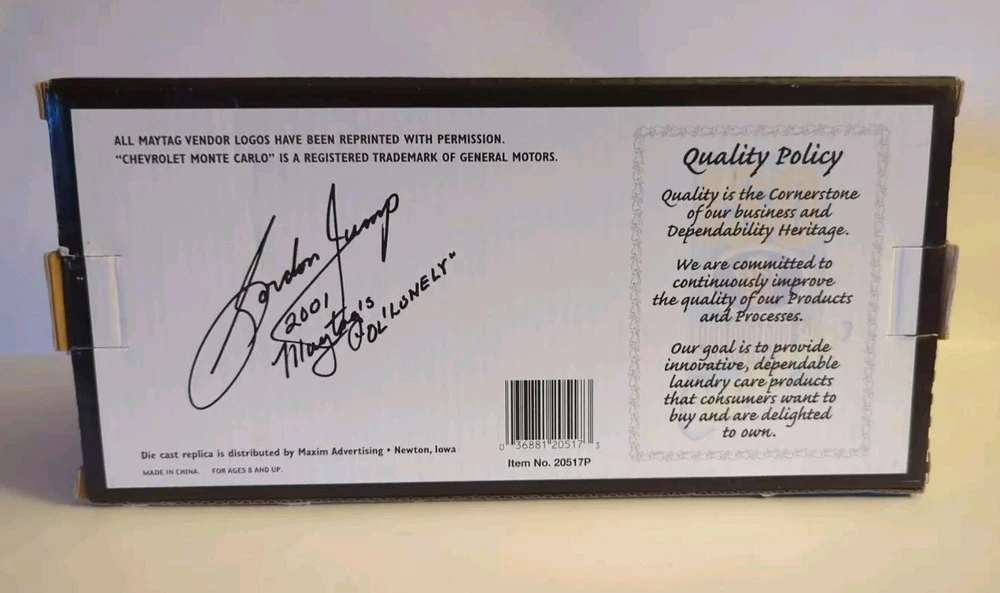 ALL MAYTAG VENDOR LOGOS HAVE BEEN REPRINTED WITH PERMISSION.
"CHEVROLET MONTE CARLO" IS A REGISTERED TRADEMARK OF GENERAL MOTORS.
Gordon Jump
2001
Maytag's
"OL' LONELY"
Die cast replica is distributed by Maxim Advertising • Newton, Iowa
MADE IN CHINA. FOR AGES 8 AND UP.
0 36881 20517 3
Item No. 20517P
Quality Policy
Quality is the Cornerstone
of our business and
Dependability Heritage.
We are committed to
continuously improve
the quality of our Products
and Processes.
Our goal is to provide
innovative, dependable
laundry care products
that consumers want to
buy and are delighted
to own.